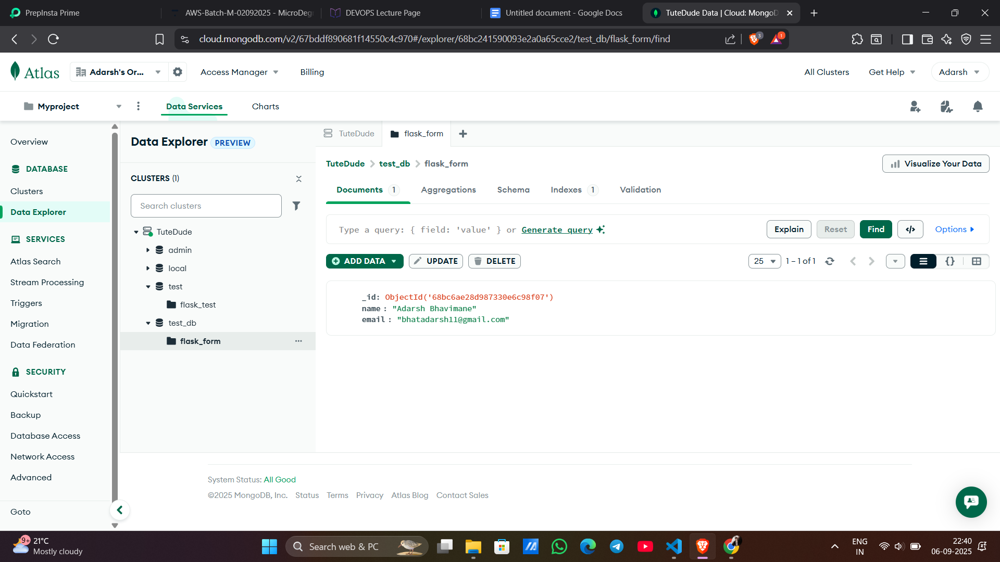 PrepInsta Prime
AWS-Batch-M-02092025 - MicroDeg
DEVOPS Lecture Page
Untitled document - Google Docs
TuteDude Data | Cloud: MongoD
cloud.mongodb.com/v2/67bddf890681f14550c4c970#/explorer/68bc241590093e2a0a65cce2/test_db/flask_form/find
3
1
Atlas
Adarsh's Or...
Access Manager
Billing
All Clusters
Get Help
Adarsh
Myproject
Data Services
Charts
Overview
DATABASE
Clusters
Data Explorer
SERVICES
Atlas Search
Stream Processing
Triggers
Migration
Data Federation
SECURITY
Quickstart
Backup
Database Access
Network Access
Advanced
Goto
Data Explorer PREVIEW
CLUSTERS (1)
Search clusters
TuteDude
admin
local
test
flask_test
test_db
flask_form
TuteDude
flask_form
TuteDude > test_db > flask_form
Visualize Your Data
Documents 1
Aggregations
Schema
Indexes 1
Validation
Type a query: { field: 'value' } or Generate query
Explain
Reset
Find
</>
Options
ADD DATA
UPDATE
DELETE
25
1 – 1 of 1
{}
_id: ObjectId('68bc6ae28d987330e6c98f07')
name : "Adarsh Bhavimane"
email : "bhatadarsh11@gmail.com"
System Status: All Good
©2025 MongoDB, Inc. Status Terms Privacy Atlas Blog Contact Sales
9+
21°C
Mostly cloudy
Search web & PC
ENG
IN
22:40
06-09-2025